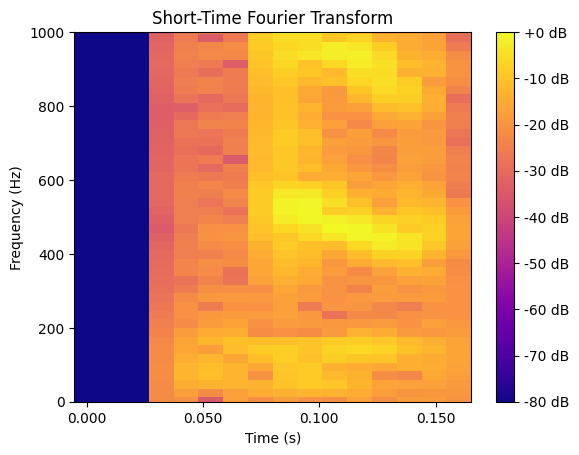 Short-Time Fourier Transform
1000
800
600
400
200
0
Frequency (Hz)
0.000
0.050
0.100
0.150
Time (s)
+0 dB
-10 dB
-20 dB
-30 dB
-40 dB
-50 dB
-60 dB
-70 dB
-80 dB